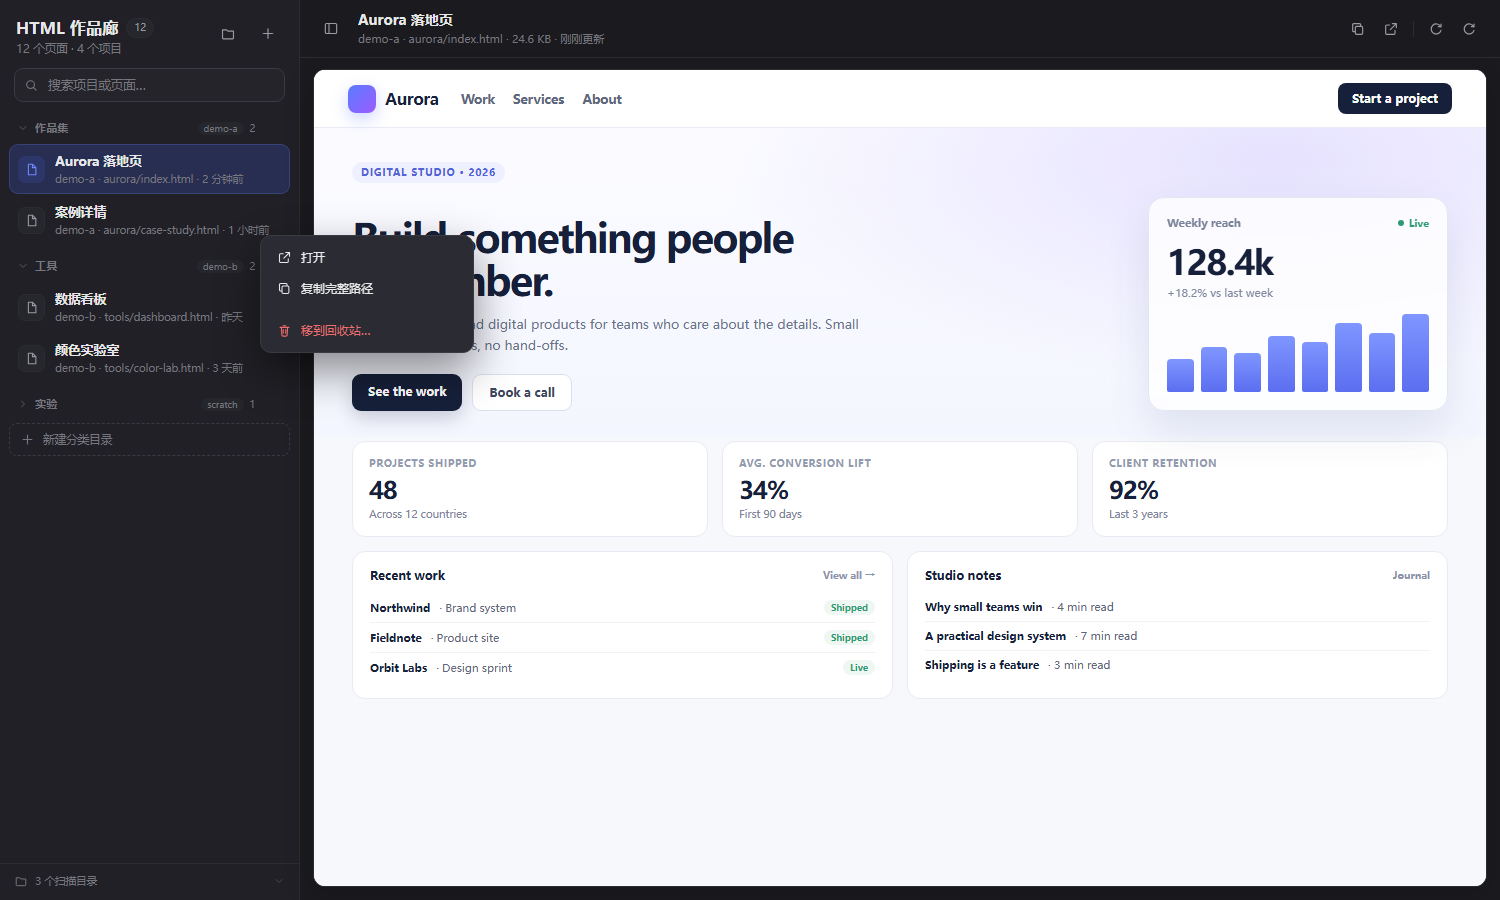 HTML 作品廊 12
12 个页面 · 4 个项目
搜索项目或页面...
作品集 demo-a 2
Aurora 落地页
demo-a · aurora/index.html · 2 分钟前
案例详情
demo-a · aurora/case-study.html · 1 小时前
工具 demo-b 2
数据看板
demo-b · tools/dashboard.html · 昨天
颜色实验室
demo-b · tools/color-lab.html · 3 天前
实验 scratch 1
新建分类目录
3 个扫描目录
打开
复制完整路径
移到回收站...
Aurora 落地页
demo-a · aurora/index.html · 24.6 KB · 刚刚更新
Aurora Work Services About Start a project
DIGITAL STUDIO • 2026
something people
d digital products for teams who care about the details. Small
, no hand-offs.
See the work Book a call
Weekly reach Live
128.4k
+18.2% vs last week
PROJECTS SHIPPED
48
Across 12 countries
AVG. CONVERSION LIFT
34%
First 90 days
CLIENT RETENTION
92%
Last 3 years
Recent work View all →
Northwind · Brand system Shipped
Fieldnote · Product site Shipped
Orbit Labs · Design sprint Live
Studio notes Journal
Why small teams win · 4 min read
A practical design system · 7 min read
Shipping is a feature · 3 min read